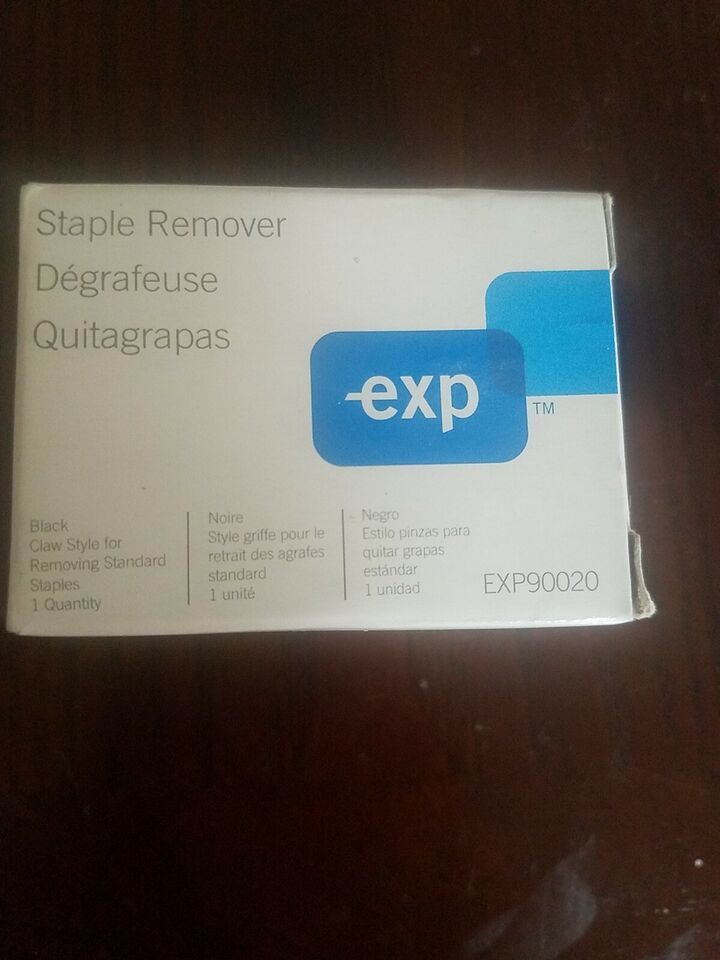 Staple Remover
Dégrafeuse
Quitagrapas
exp
TM
Black
Claw Style for
Removing Standard
Staples
1 Quantity
Noire
Style griffe pour le
retrait des agrafes
standard
1 unité
Negro
Estilo pinzas para
quitar grapas
estándar
1 unidad
EXP90020